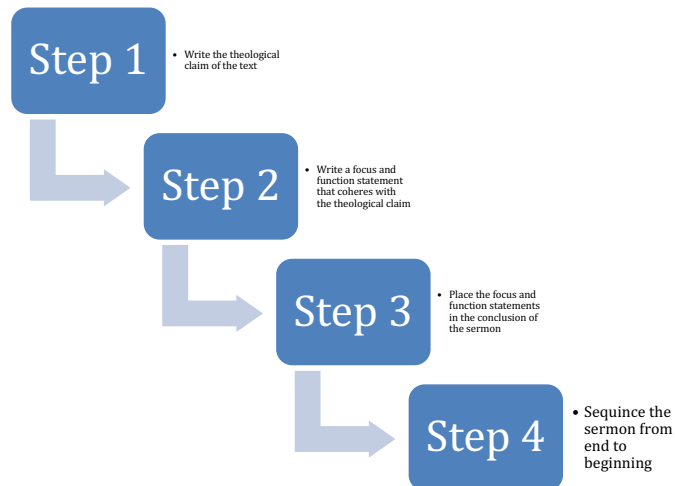 Step 1
• Write the theological
claim of the text
Step 2
• Write a focus and
function statement
that coheres with
the theological claim
Step 3
• Place the focus and
function statements
in the conclusion of
the sermon
Step 4
• Sequince the
sermon from
end to
beginning